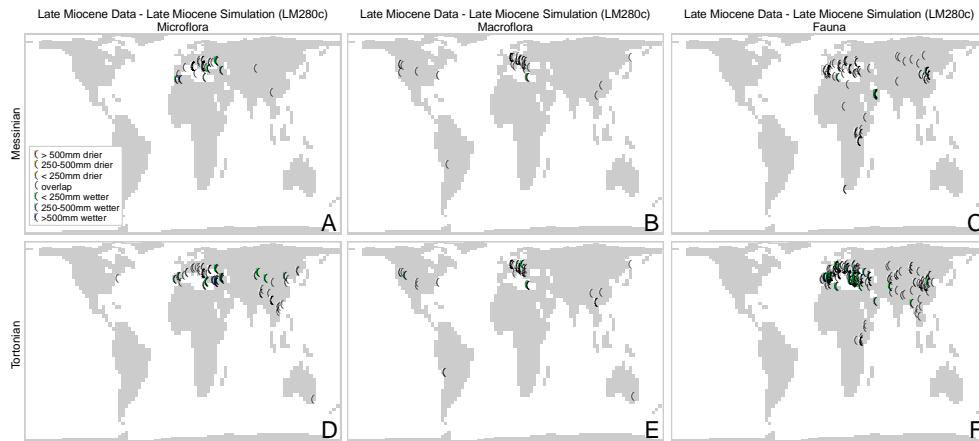 Late Miocene Data - Late Miocene Simulation (LM280c)
Microflora
Late Miocene Data - Late Miocene Simulation (LM280c)
Macroflora
Late Miocene Data - Late Miocene Simulation (LM280c)
Fauna
Messinian
> 500mm drier
250-500mm drier
< 250mm drier
overlap
< 250mm wetter
250-500mm wetter
>500mm wetter
A
B
C
Tortonian
D
E
F